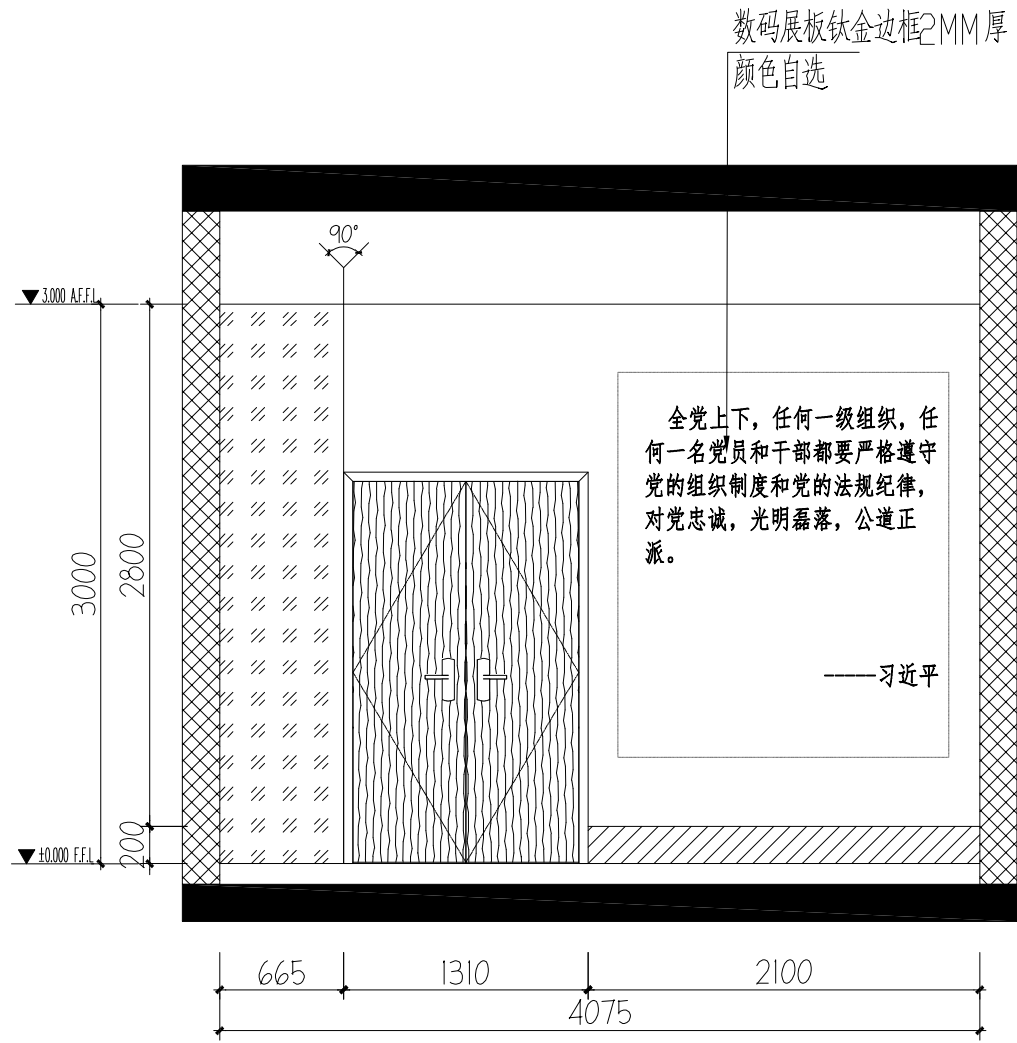 数码展板钛金边框2MM厚
颜色自选
90°
3.000 A.F.F.L
全党上下，任何一级组织，任
何一名党员和干部都要严格遵守
党的组织制度和党的法规纪律，
对党忠诚，光明磊落，公道正
派。
-----习近平
3000
2800
200
±0.000 F.F.L
665
1310
2100
4075